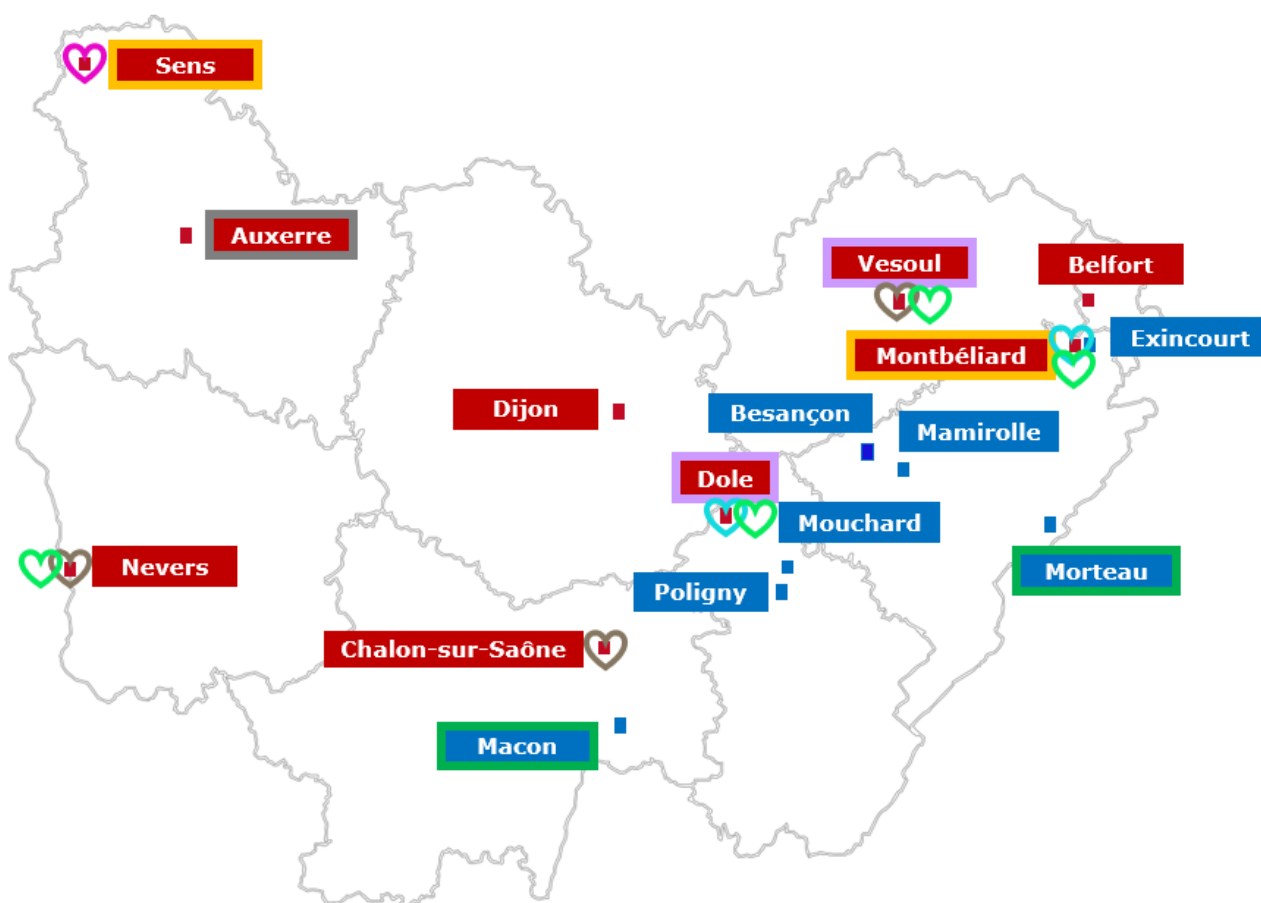 Sens
Auxerre
Vesoul
Belfort
Exincourt
Montbéliard
Dijon
Besançon
Mamirolle
Dole
Mouchard
Nevers
Morteau
Poligny
Chalon-sur-Saône
Macon